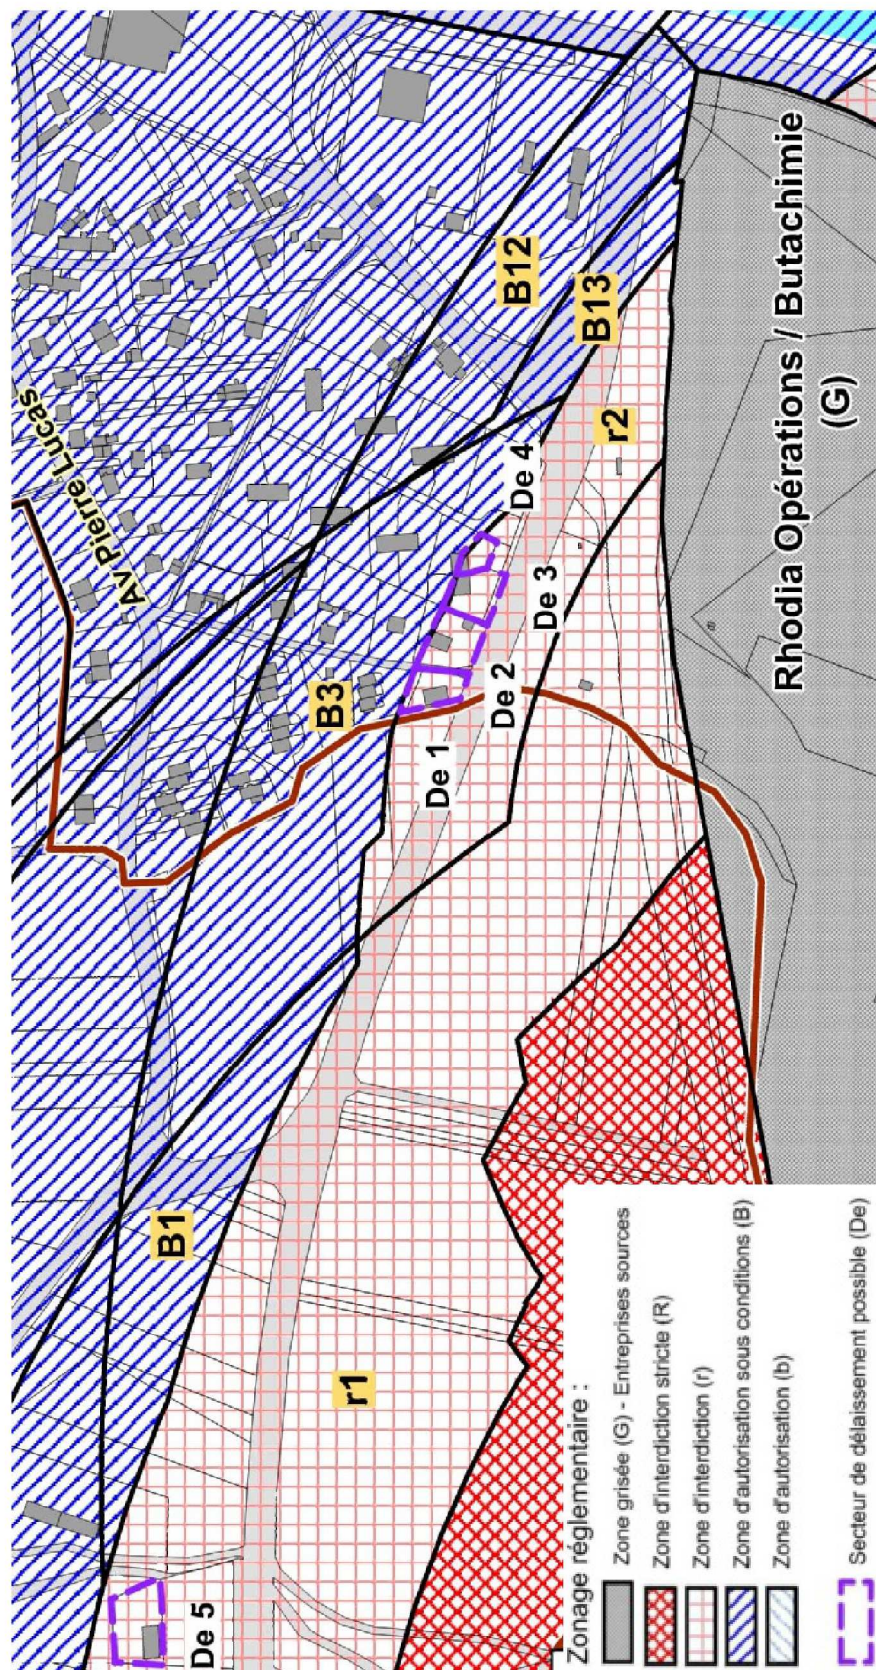 Av Pierre Lucas
B12
B13
B3
r2
De 4
De 3
De 2
De 1
B1
r1
De 5
Rhodia Opérations / Butachimie
(G)
Zonage réglementaire :
Zone grisée (G) - Entreprises sources
Zone d'interdiction stricte (R)
Zone d'interdiction (r)
Zone d'autorisation sous conditions (B)
Zone d'autorisation (b)
Secteur de délaissement possible (De)